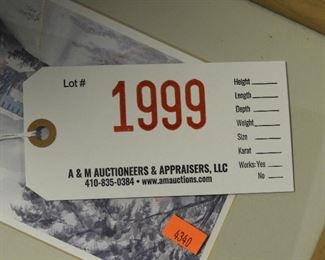 Lot #
1999
Height
Length
Depth
Weight
Size
Karat
Works: Yes
No
A & M AUCTIONEERS & APPRAISERS, LLC
410-835-0384 • www.amauctions.com
4340